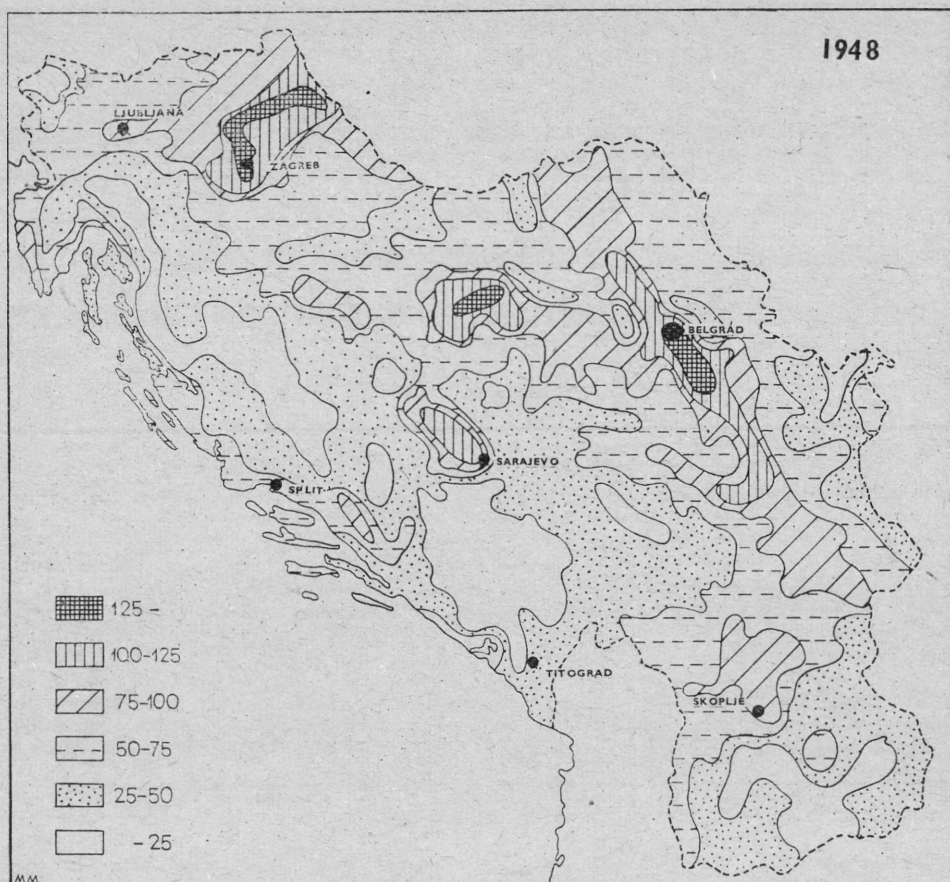 1948
LJUBLJANA
ZAGREB
BELGRÁD
SARAJEVO
SPLIT
TITOGRAD
SKOPLJE
125 -
100-125
75-100
50-75
25-50
- 25
MM